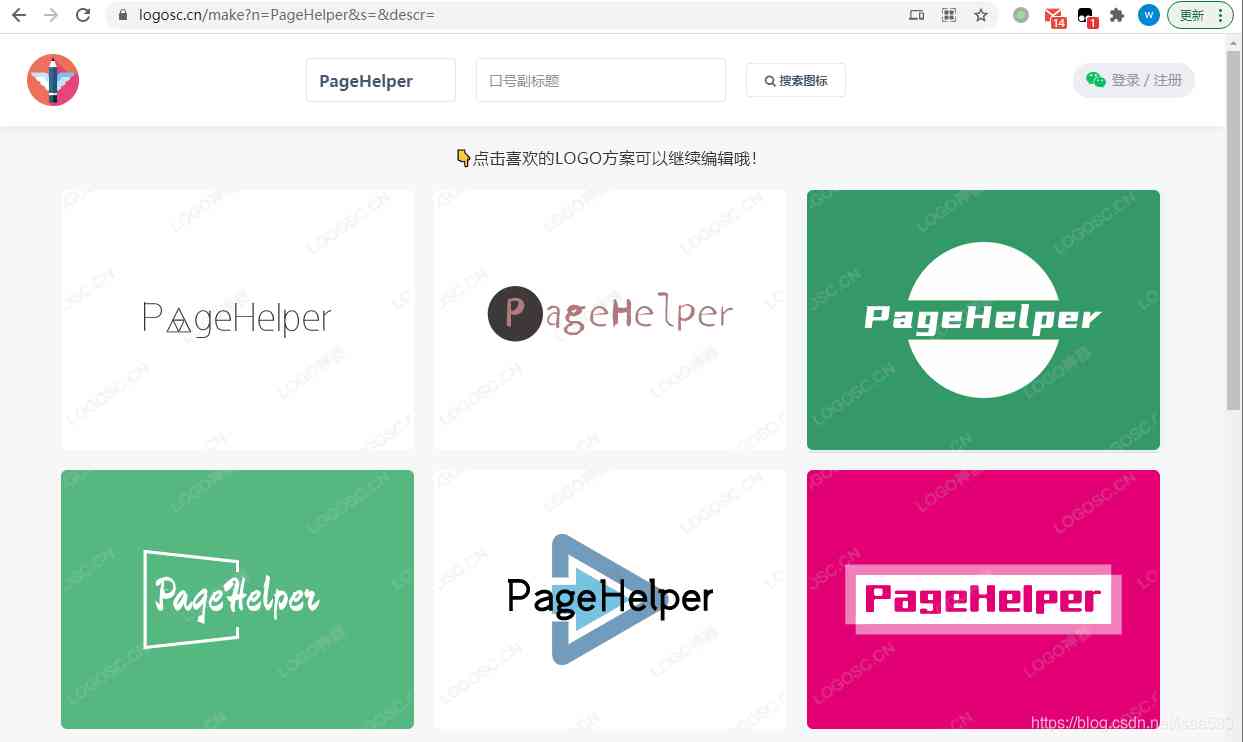 logosc.cn/make?n=PageHelper&s=&descr=
14
1
W
更新
PageHelper
口号副标题
搜索图标
登录 / 注册
点击喜欢的LOGO方案可以继续编辑哦!
PageHelper
PageHelper
PageHelper
PageHelper
PageHelper
PageHelper
LOGO神器
LOGOSC.CN
https://blog.csdn.net/